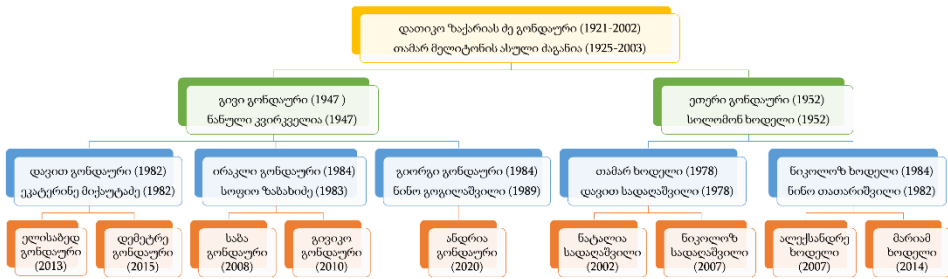 დათიკო ზაქარიას ძე გონდაური (1921-2002)
თამარ მელიტონის ასული ძაგანია (1925-2003)
გივი გონდაური (1947 )
ნანული კვირკველია (1947)
ეთერი გონდაური (1952)
სოლომონ ხოდელი (1952)
დავით გონდაური (1982)
ეკატერინე მიქაუტაძე (1982)
ირაკლი გონდაური (1984)
სოფიო ზაზახიძე (1983)
გიორგი გონდაური (1984)
ნინო გოგილაშვილი (1989)
თამარ ხოდელი (1978)
დავით სადაღაშვილი (1978)
ნიკოლოზ ხოდელი (1984)
ნინო თათარიშვილი (1982)
ელისაბედ
გონდაური
(2013)
დემეტრე
გონდაური
(2015)
საბა
გონდაური
(2008)
გივიკო
გონდაური
(2010)
ანდრია
გონდაური
(2020)
ნატალია
სადაღაშვილი
(2002)
ნიკოლოზ
სადაღაშვილი
(2007)
ალექსანდრე
ხოდელი
(2007)
მარიამ
ხოდელი
(2014)